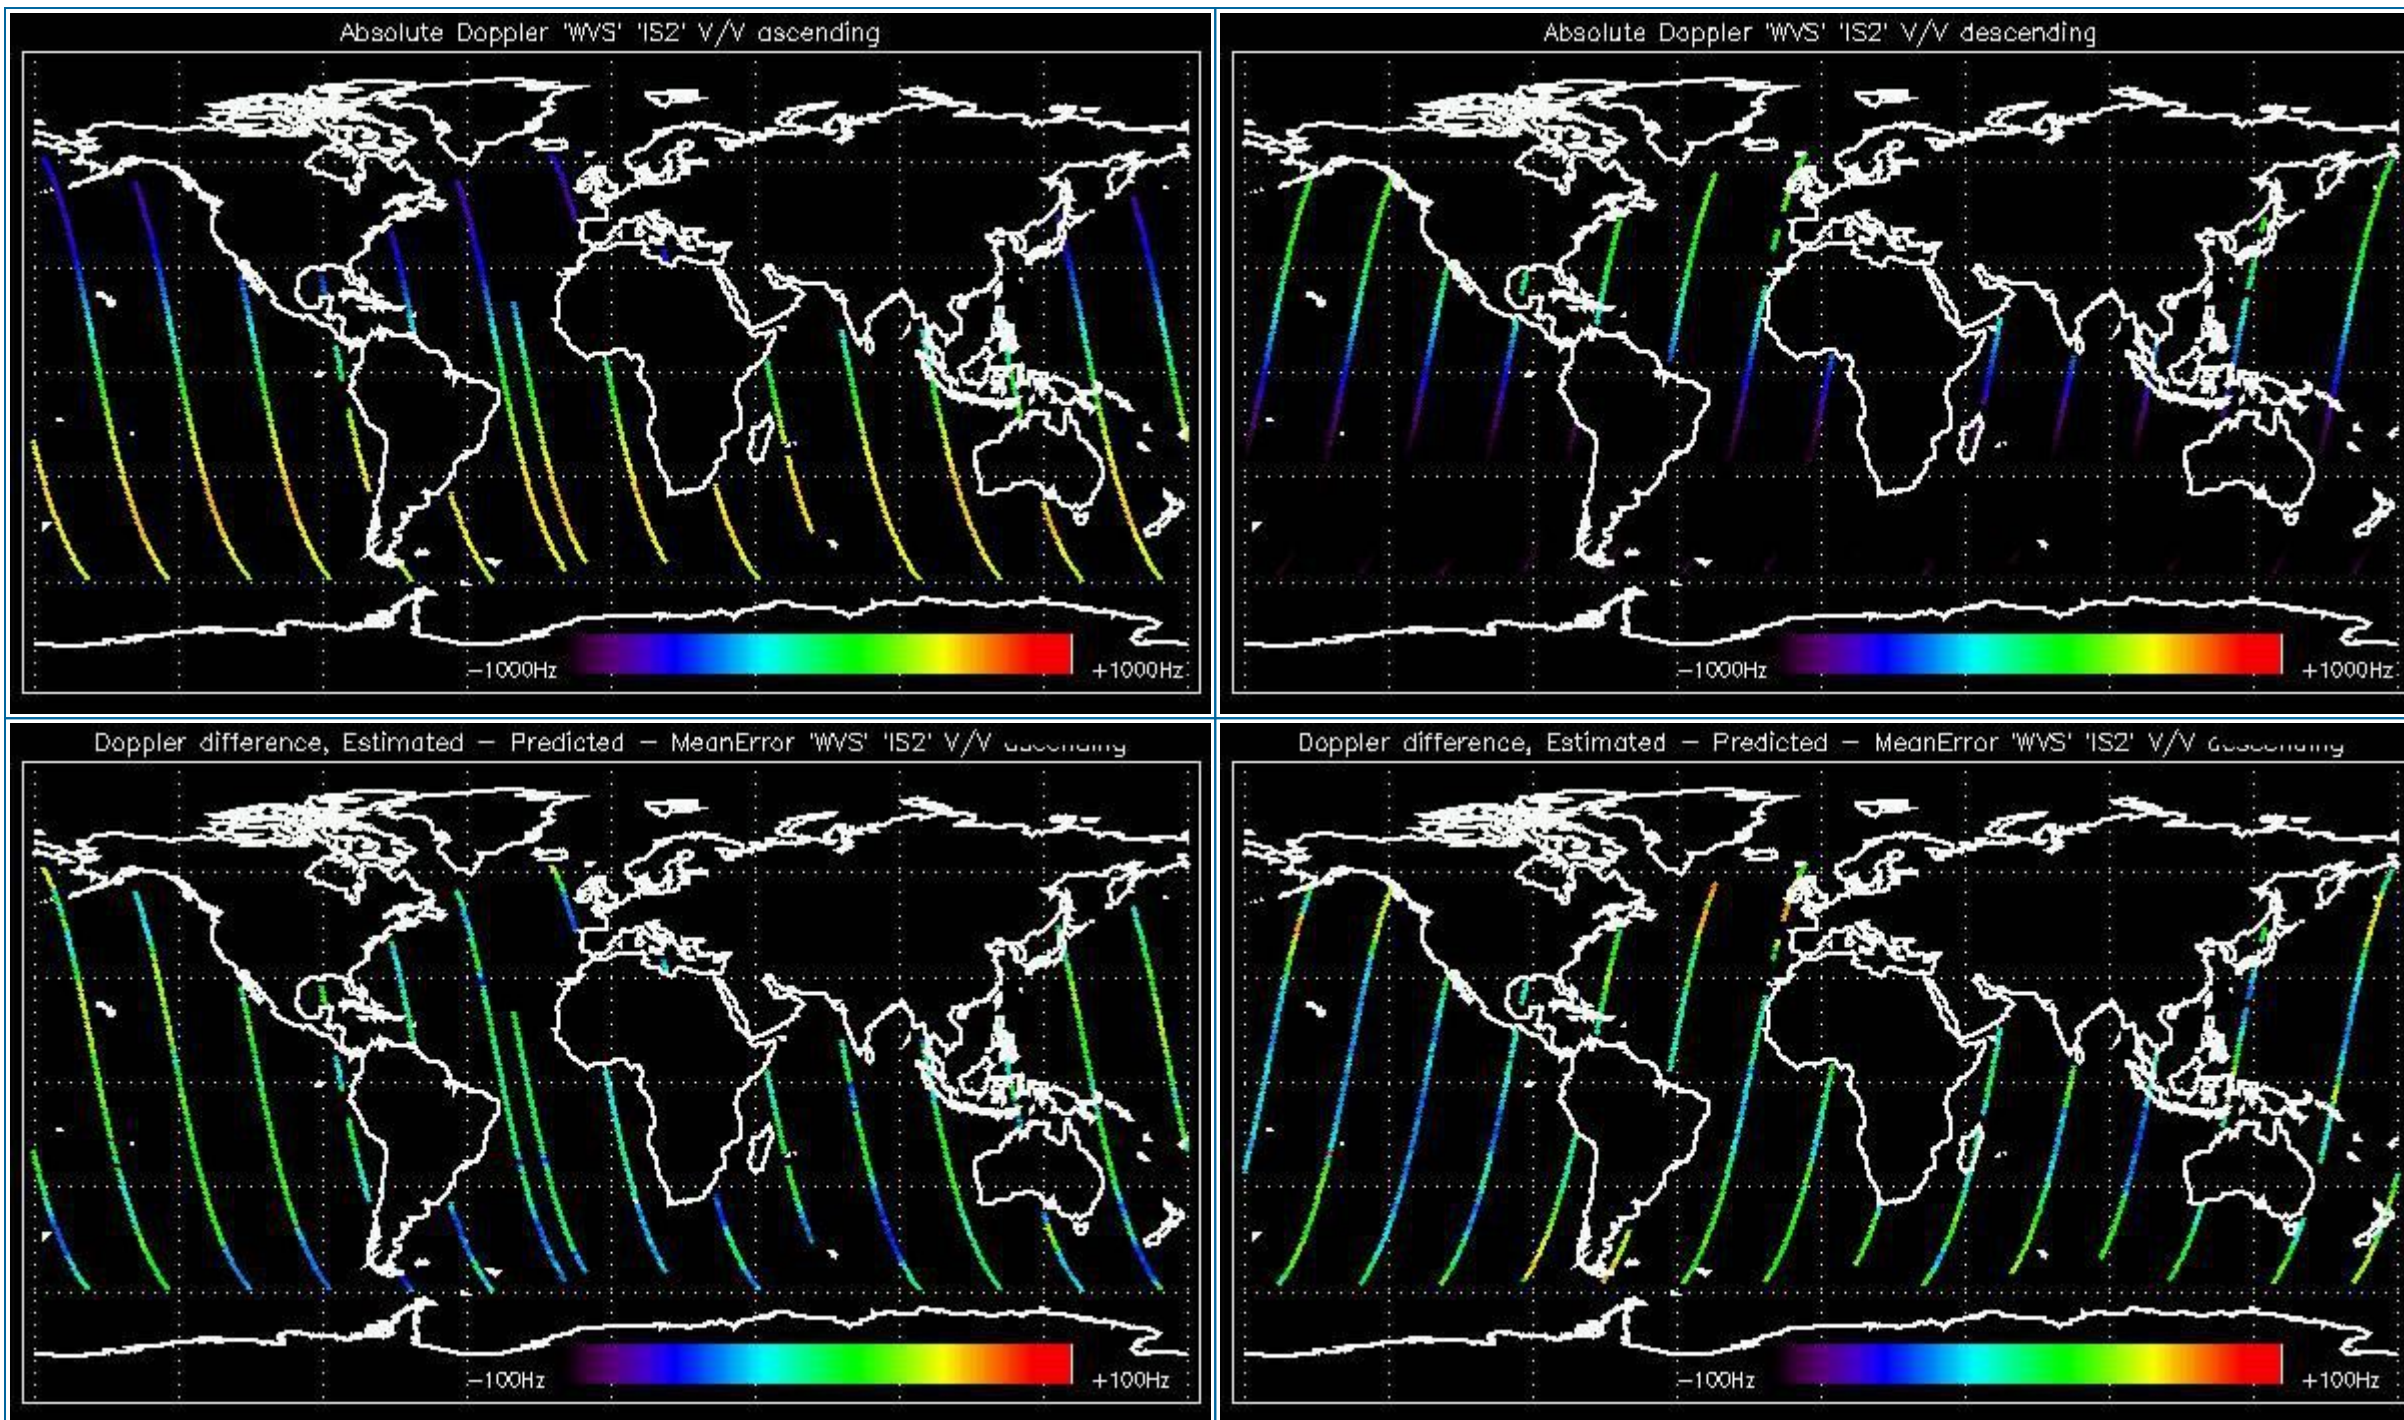 Absolute Doppler 'WVS' 'IS2' V/V ascending
-1000Hz
+1000Hz
Absolute Doppler 'WVS' 'IS2' V/V descending
-1000Hz
+1000Hz
Doppler difference, Estimated - Predicted - MeanError 'WVS' 'IS2' V/V
-100Hz
+100Hz
Doppler difference, Estimated - Predicted - MeanError 'WVS' 'IS2' V/V
-100Hz
+100Hz